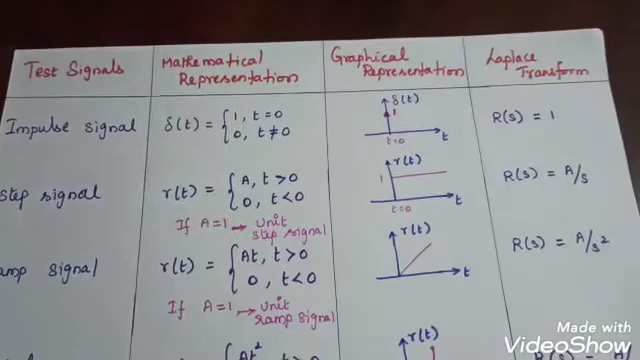 Test Signals
Mathematical Representation
Graphical Representation
Laplace Transform
Impulse signal
δ(t) = { 1, t = 0
0, t ≠ 0
δ(t)
1
t
t=0
R(s) = 1
step signal
r(t) = { A, t > 0
0, t < 0
If A = 1 → unit step signal
r(t)
1
t
t=0
R(s) = A/s
amp signal
r(t) = { At, t > 0
0, t < 0
If A = 1 → unit ramp signal
r(t)
t
R(s) = A/s²
At²
r(t)
Made with
VideoShow